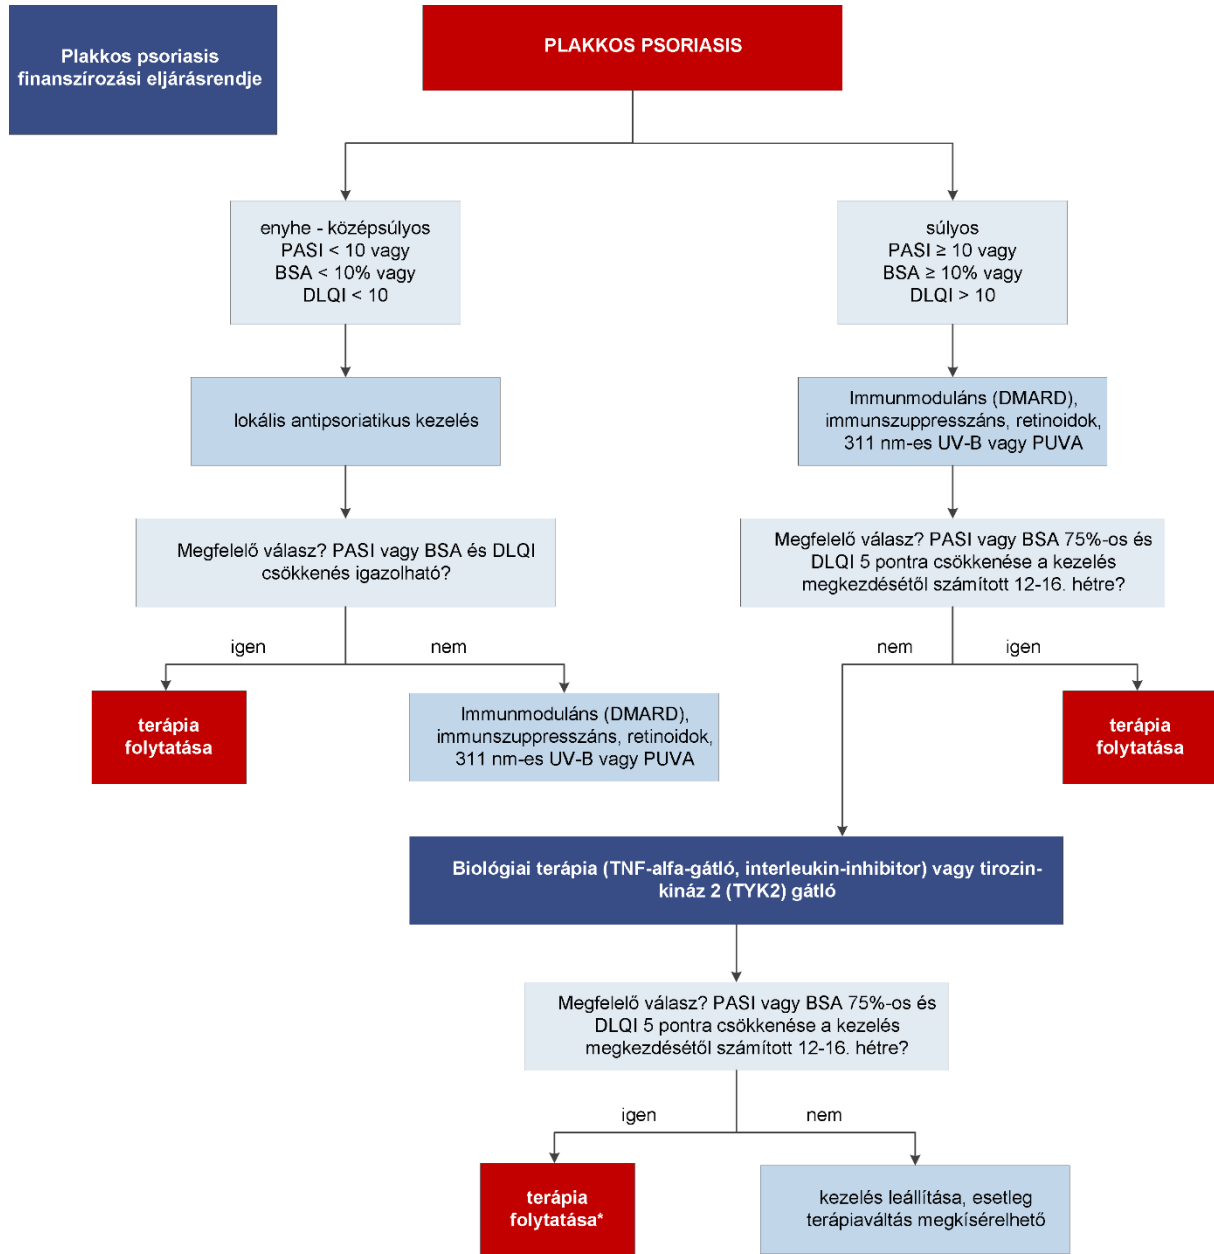 Plakkos psoriasis
finanszírozási eljárásrendje
PLAKKOS PSORIASIS
enyhe - középsúlyos
PASI < 10 vagy
BSA < 10% vagy
DLQI < 10
súlyos
PASI ≥ 10 vagy
BSA ≥ 10% vagy
DLQI > 10
lokális antipsoriatikus kezelés
Immunmoduláns (DMARD),
immunszuppresszáns, retinoidok,
311 nm-es UV-B vagy PUVA
Megfelelő válasz? PASI vagy BSA és DLQI
csökkenés igazolható?
Megfelelő válasz? PASI vagy BSA 75%-os és
DLQI 5 pontra csökkenése a kezelés
megkezdésétől számított 12-16. hétre?
igen
nem
nem
igen
terápia
folytatása
Immunmoduláns (DMARD),
immunszuppresszáns, retinoidok,
311 nm-es UV-B vagy PUVA
terápia
folytatása
Biológiai terápia (TNF-alfa-gátló, interleukin-inhibitor) vagy tirozin-
kináz 2 (TYK2) gátló
Megfelelő válasz? PASI vagy BSA 75%-os és
DLQI 5 pontra csökkenése a kezelés
megkezdésétől számított 12-16. hétre?
igen
nem
terápia
folytatása*
kezelés leállítása, esetleg
terápiaváltás megkísérelhető